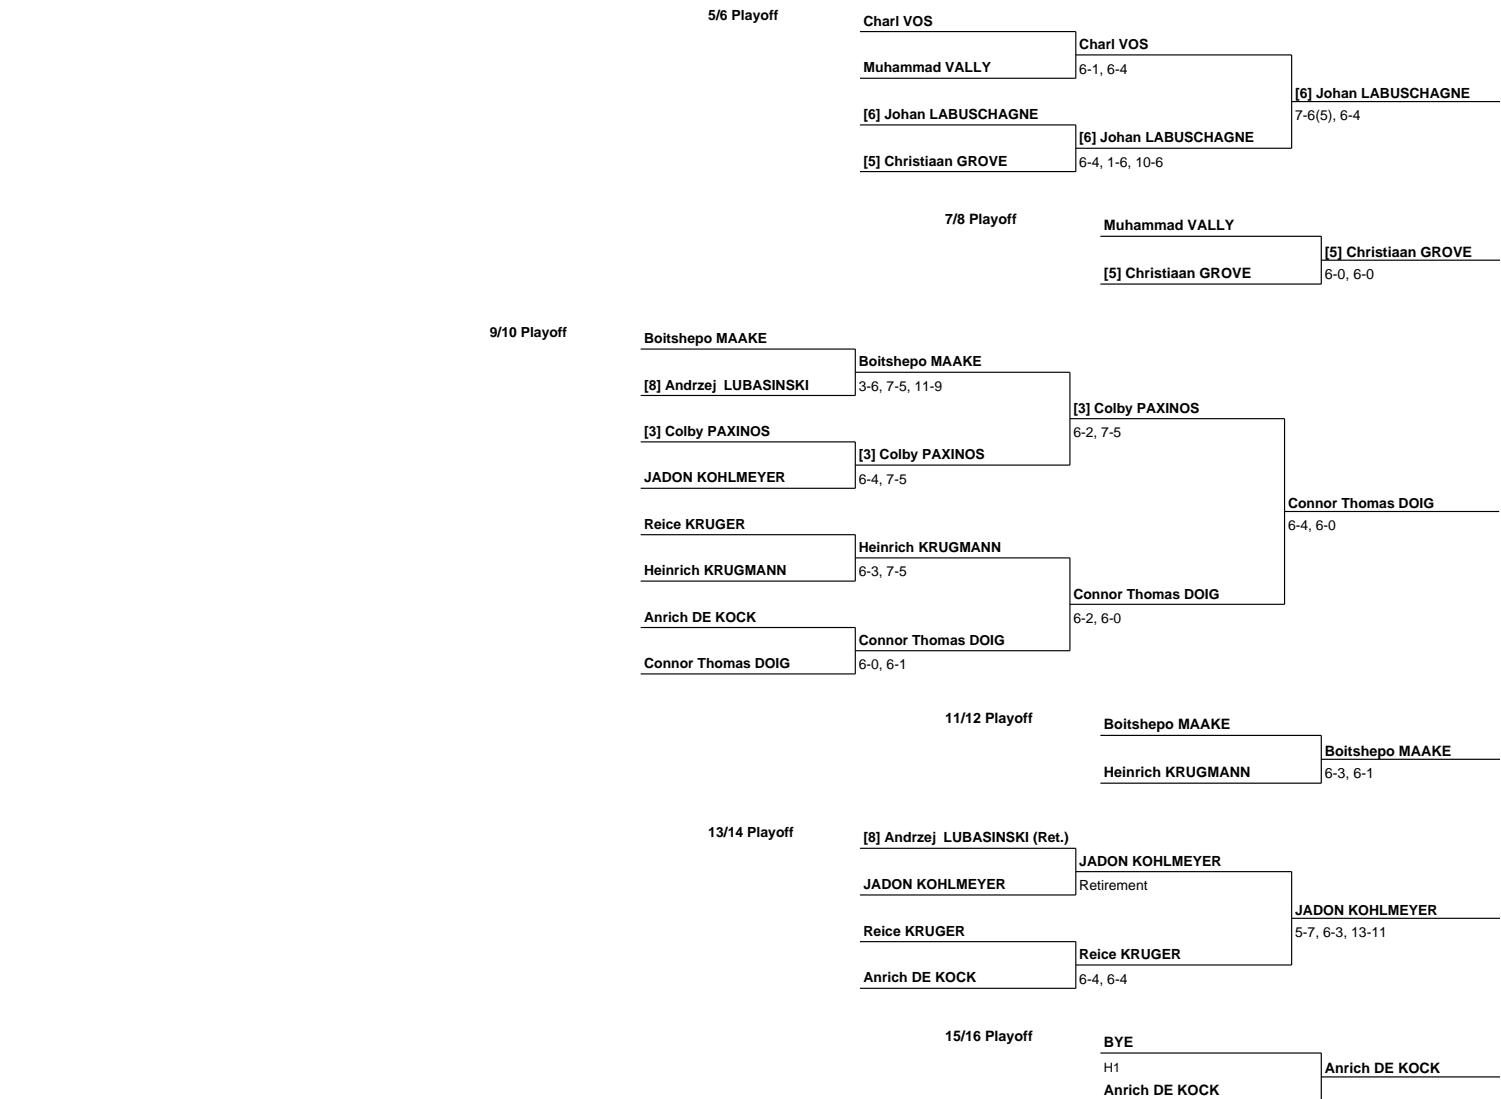 5/6 Playoff
Charl VOS
Charl VOS
Muhammad VALLY
6-1, 6-4
[6] Johan LABUSCHAGNE
[6] Johan LABUSCHAGNE
7-6(5), 6-4
[6] Johan LABUSCHAGNE
[5] Christiaan GROVE
6-4, 1-6, 10-6
7/8 Playoff
Muhammad VALLY
[5] Christiaan GROVE
[5] Christiaan GROVE
6-0, 6-0
9/10 Playoff
Boitshepo MAAKE
Boitshepo MAAKE
[8] Andrzej  LUBASINSKI
3-6, 7-5, 11-9
[3] Colby PAXINOS
[3] Colby PAXINOS
6-2, 7-5
[3] Colby PAXINOS
JADON KOHLMEYER
6-4, 7-5
Connor Thomas DOIG
Reice KRUGER
6-4, 6-0
Heinrich KRUGMANN
Heinrich KRUGMANN
6-3, 7-5
Connor Thomas DOIG
Anrich DE KOCK
6-2, 6-0
Connor Thomas DOIG
Connor Thomas DOIG
6-0, 6-1
11/12 Playoff
Boitshepo MAAKE
Boitshepo MAAKE
Heinrich KRUGMANN
6-3, 6-1
13/14 Playoff
[8] Andrzej  LUBASINSKI (Ret.)
JADON KOHLMEYER
JADON KOHLMEYER
Retirement
JADON KOHLMEYER
Reice KRUGER
5-7, 6-3, 13-11
Reice KRUGER
Anrich DE KOCK
6-4, 6-4
15/16 Playoff
BYE
H1
Anrich DE KOCK
Anrich DE KOCK